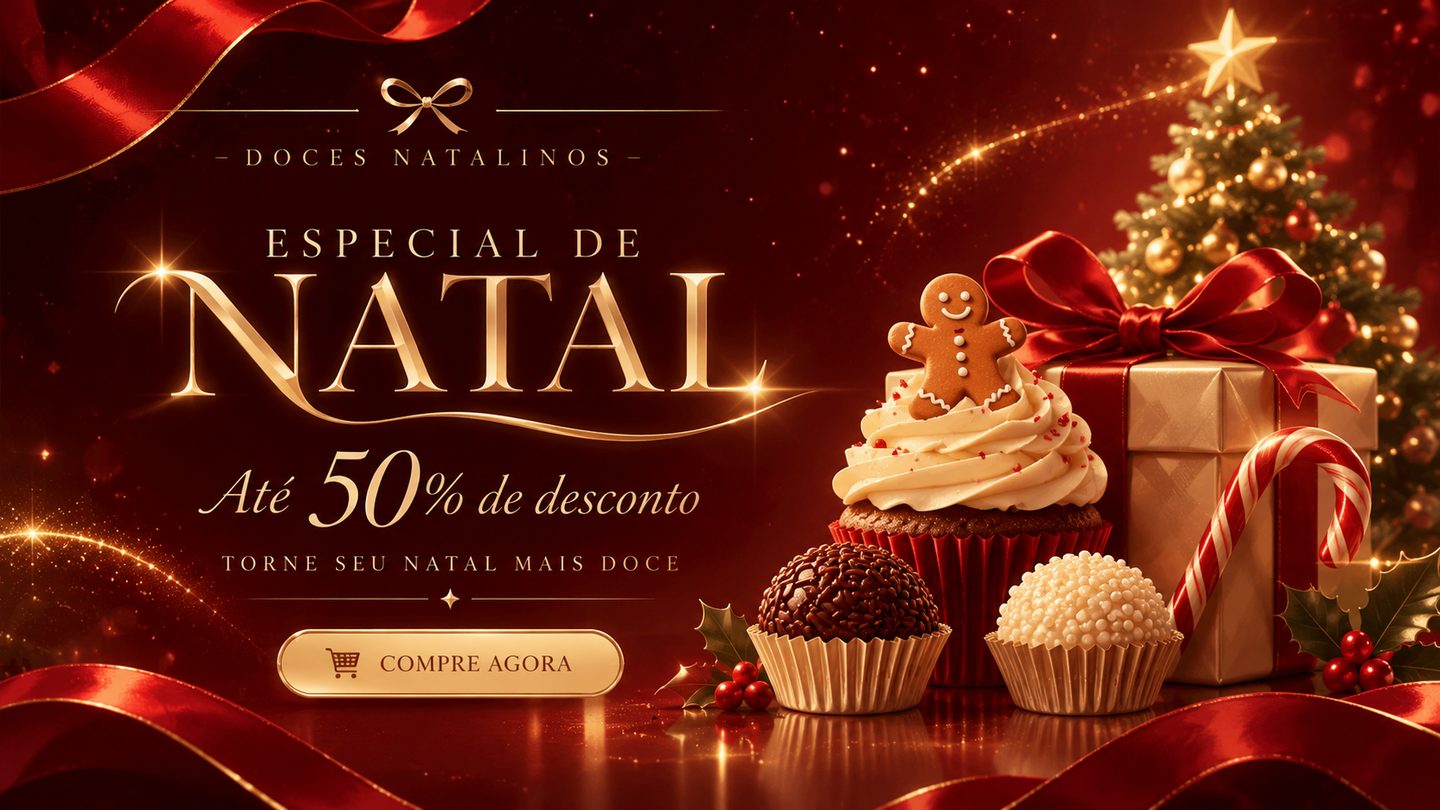 – DOCES NATALINOS –
ESPECIAL DE
NATAL
Até 50% de desconto
TORNE SEU NATAL MAIS DOCE
COMPRE AGORA